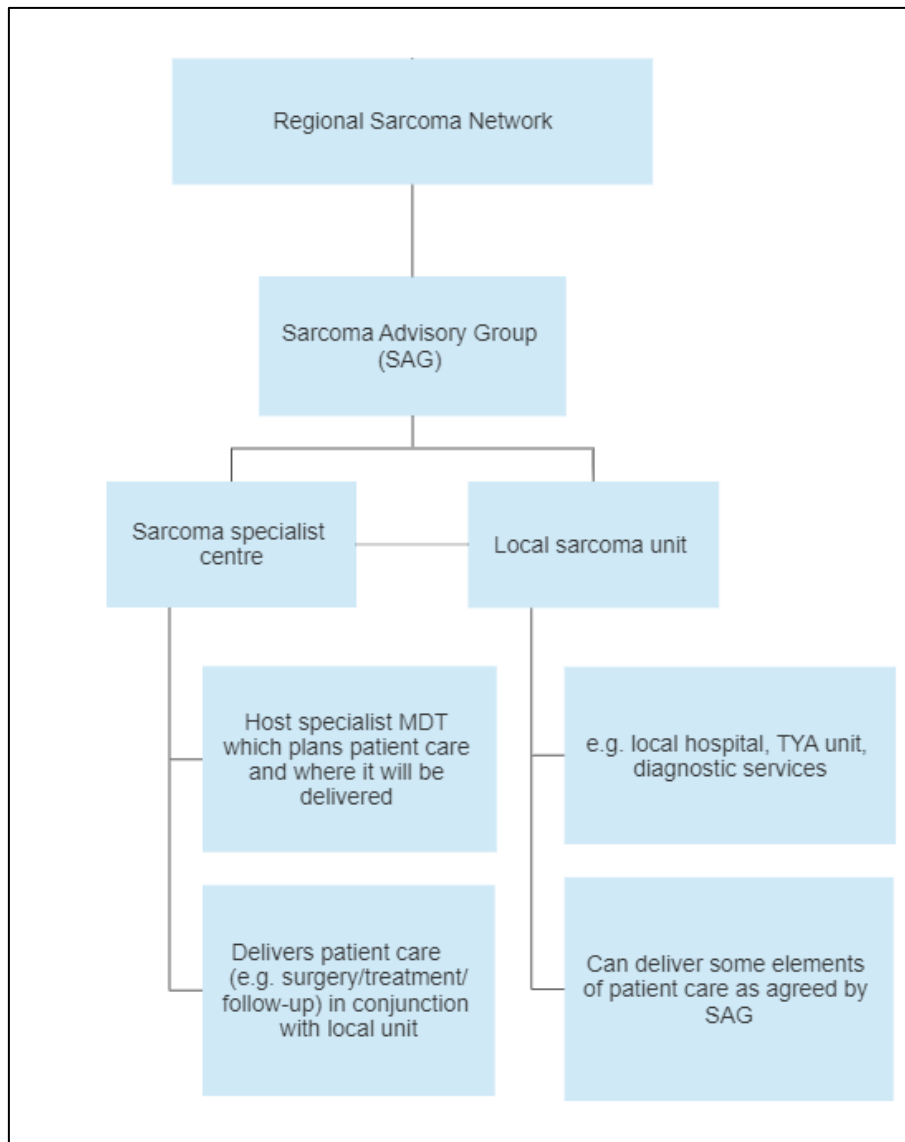 Regional Sarcoma Network
Sarcoma Advisory Group
(SAG)
Sarcoma specialist
centre
Local sarcoma unit
Host specialist MDT
which plans patient care
and where it will be
delivered
e.g. local hospital, TYA unit,
diagnostic services
Delivers patient care
(e.g. surgery/treatment/
follow-up) in conjunction
with local unit
Can deliver some elements
of patient care as agreed by
SAG